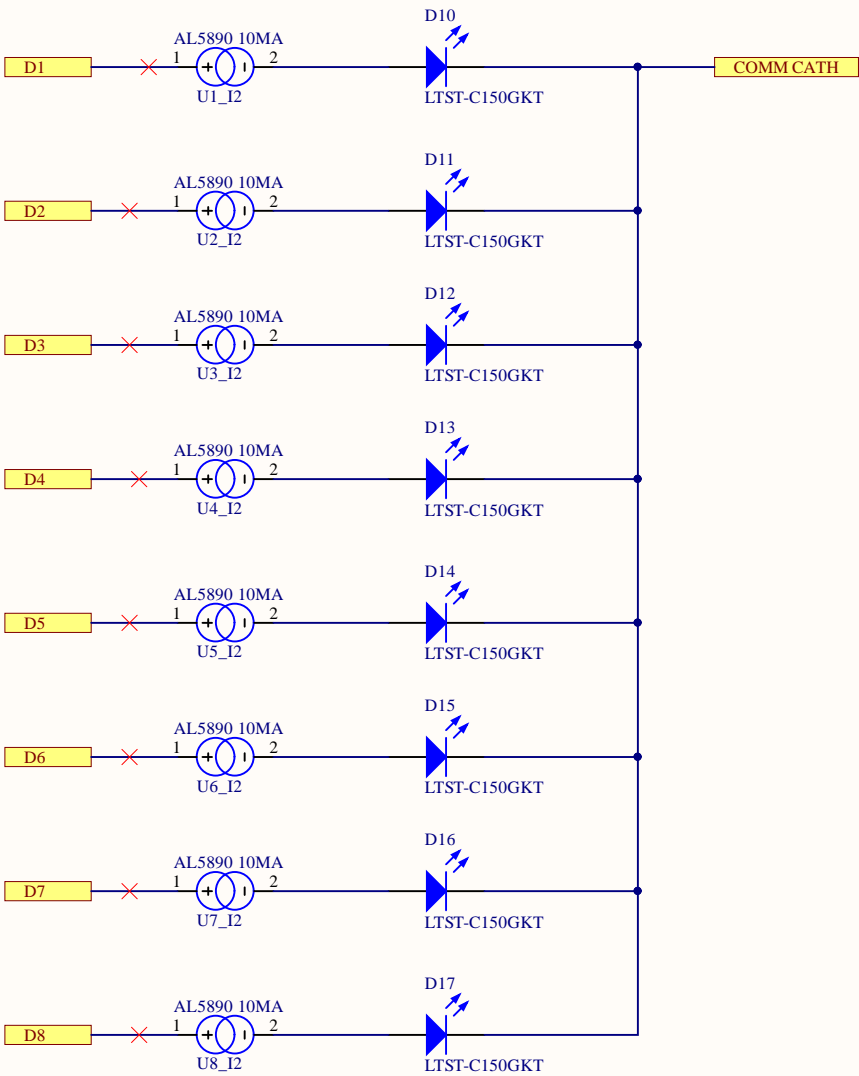 D10
AL5890 10MA
D1
1
2
COMM CATH
U1_I2
LTST-C150GKT
D11
AL5890 10MA
D2
1
2
U2_I2
LTST-C150GKT
D12
AL5890 10MA
D3
1
2
U3_I2
LTST-C150GKT
D13
AL5890 10MA
D4
1
2
U4_I2
LTST-C150GKT
D14
AL5890 10MA
D5
1
2
U5_I2
LTST-C150GKT
D15
AL5890 10MA
D6
1
2
U6_I2
LTST-C150GKT
D16
AL5890 10MA
D7
1
2
U7_I2
LTST-C150GKT
D17
AL5890 10MA
D8
1
2
U8_I2
LTST-C150GKT